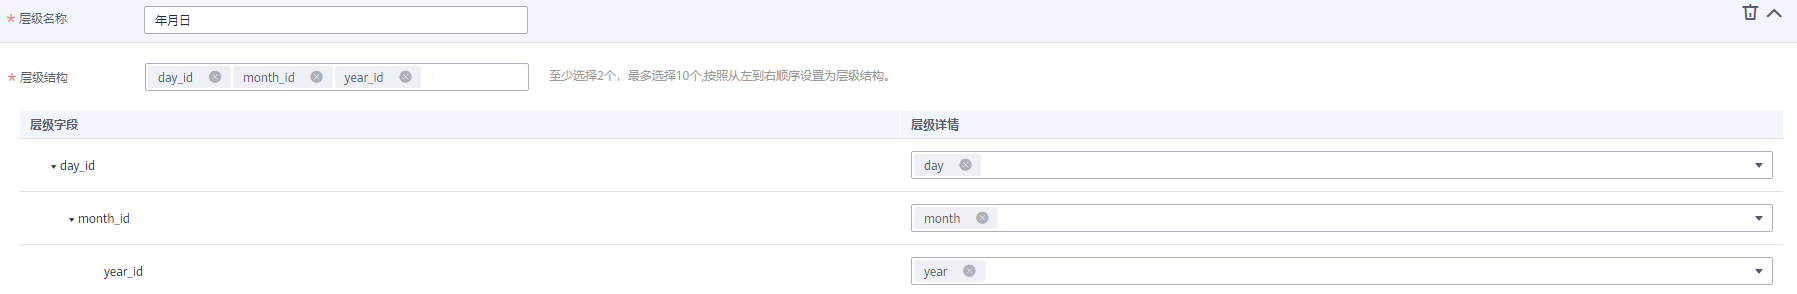 * 层级名称 年月日
* 层级结构 day_id month_id year_id 至少选择2个，最多选择10个,按照从左到右顺序设置为层级结构。
层级字段 层级详情
day_id day
month_id month
year_id year